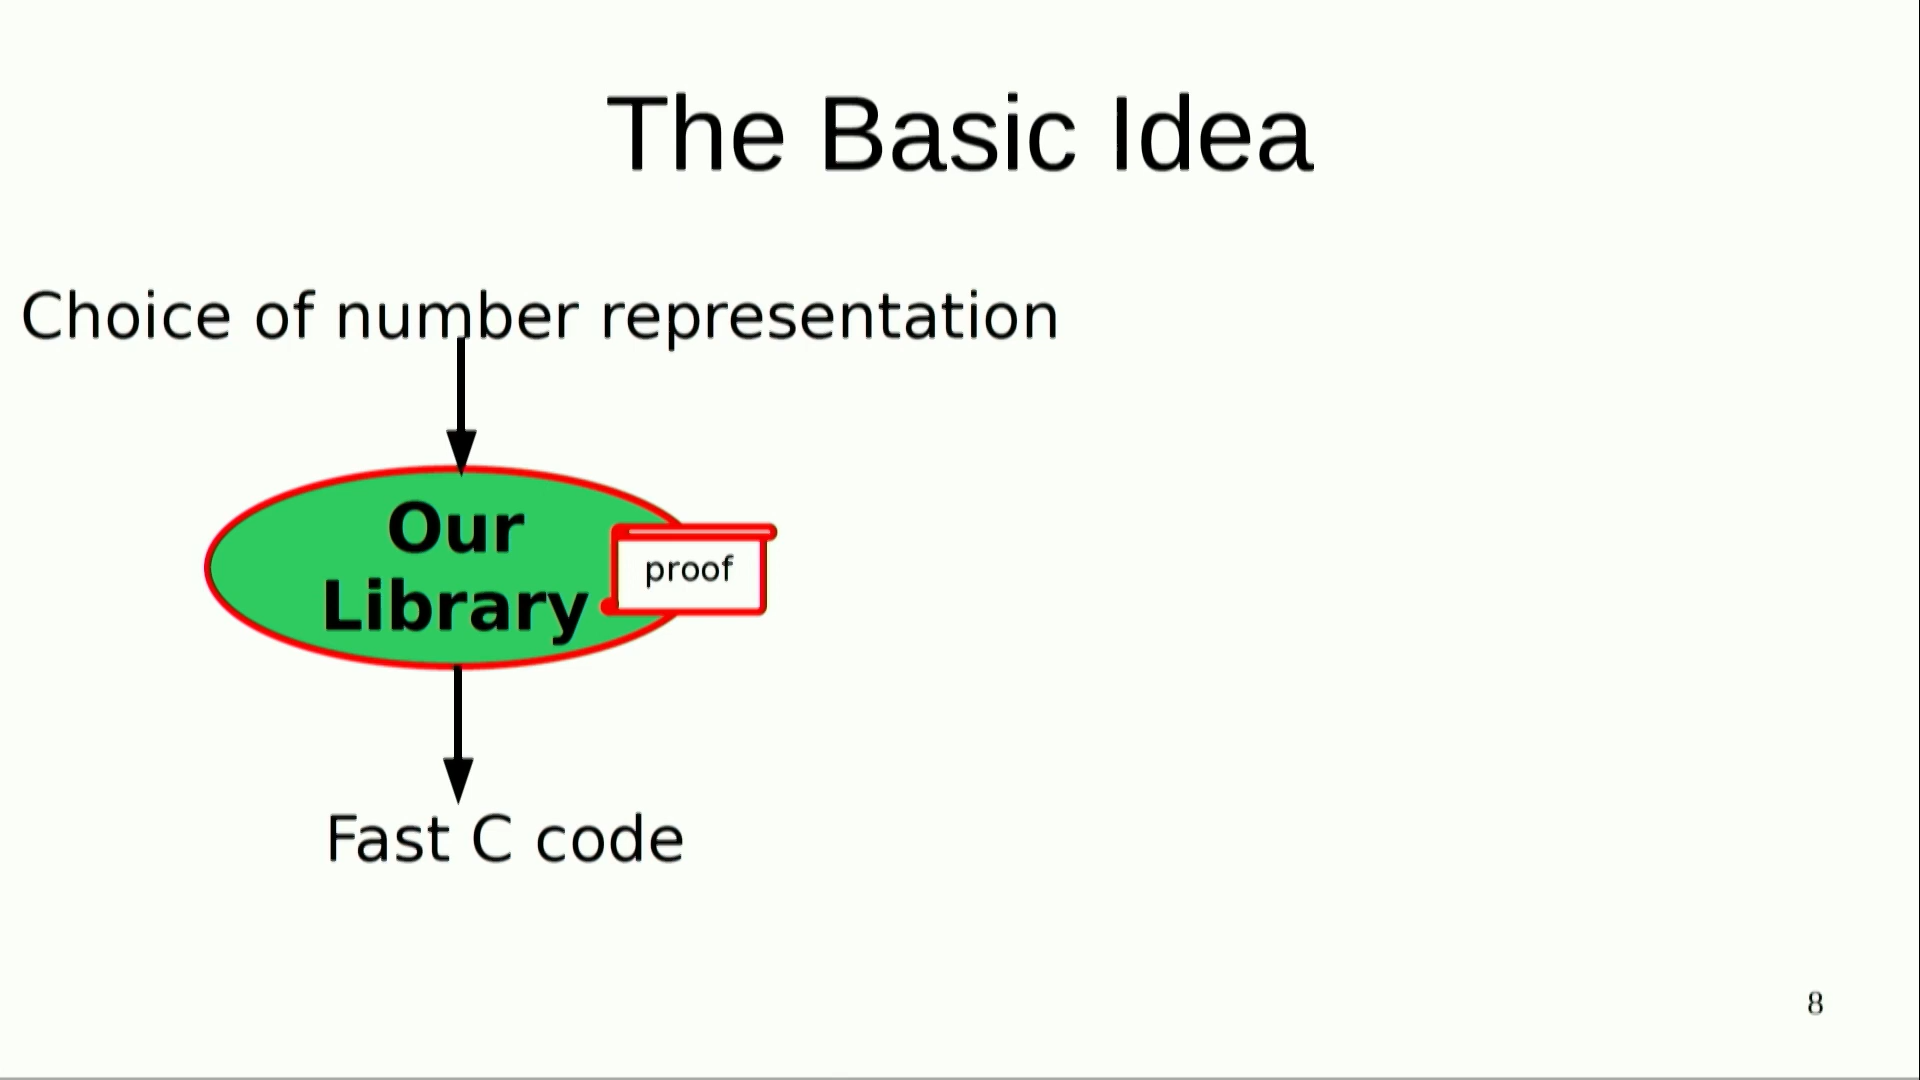 The Basic Idea
Choice of number representation
Our
Library
proof
Fast C code
8